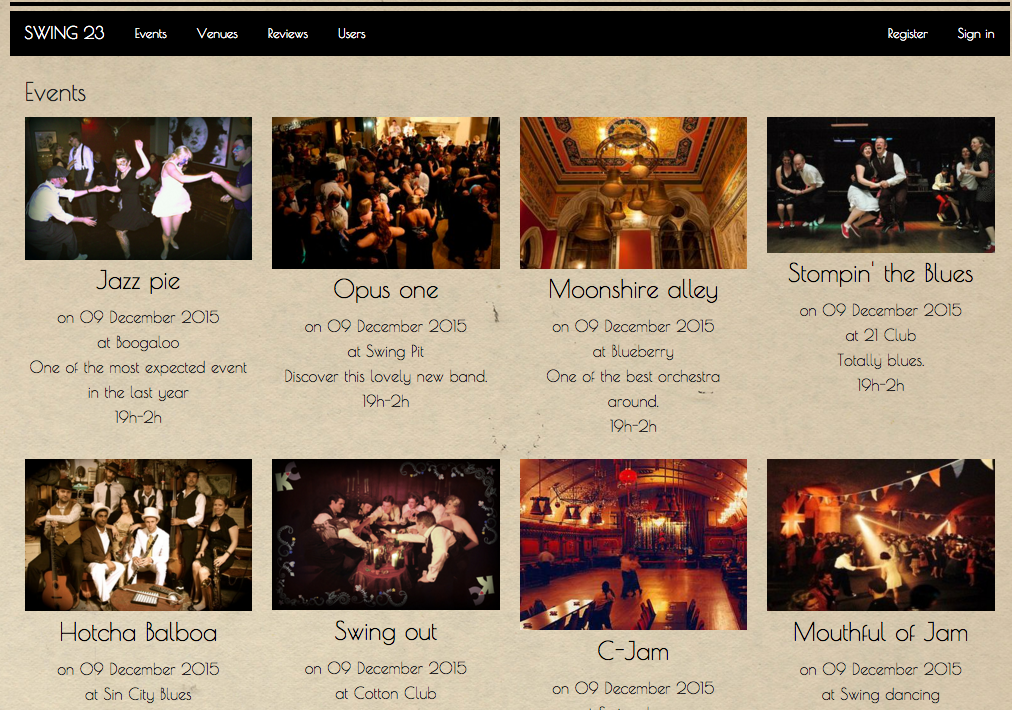 SWING 23 Events Venues Reviews Users Register Sign in
Events
Jazz pie
on 09 December 2015
at Boogaloo
One of the most expected event
in the last year
19h-2h
Opus one
on 09 December 2015
at Swing Pit
Discover this lovely new band.
19h-2h
Moonshire alley
on 09 December 2015
at Blueberry
One of the best orchestra
around.
19h-2h
Stompin' the Blues
on 09 December 2015
at 21 Club
Totally blues.
19h-2h
Hotcha Balboa
on 09 December 2015
at Sin City Blues
Swing out
on 09 December 2015
at Cotton Club
C-Jam
on 09 December 2015
Mouthful of Jam
on 09 December 2015
at Swing dancing